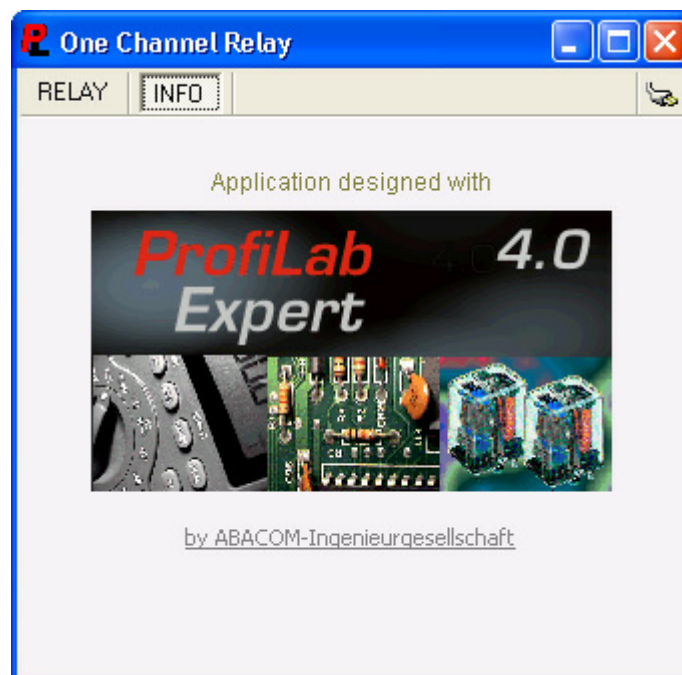 One Channel Relay
RELAY INFO
Application designed with
ProfiLab 4.0
Expert
by ABACOM-Ingenieurgesellschaft